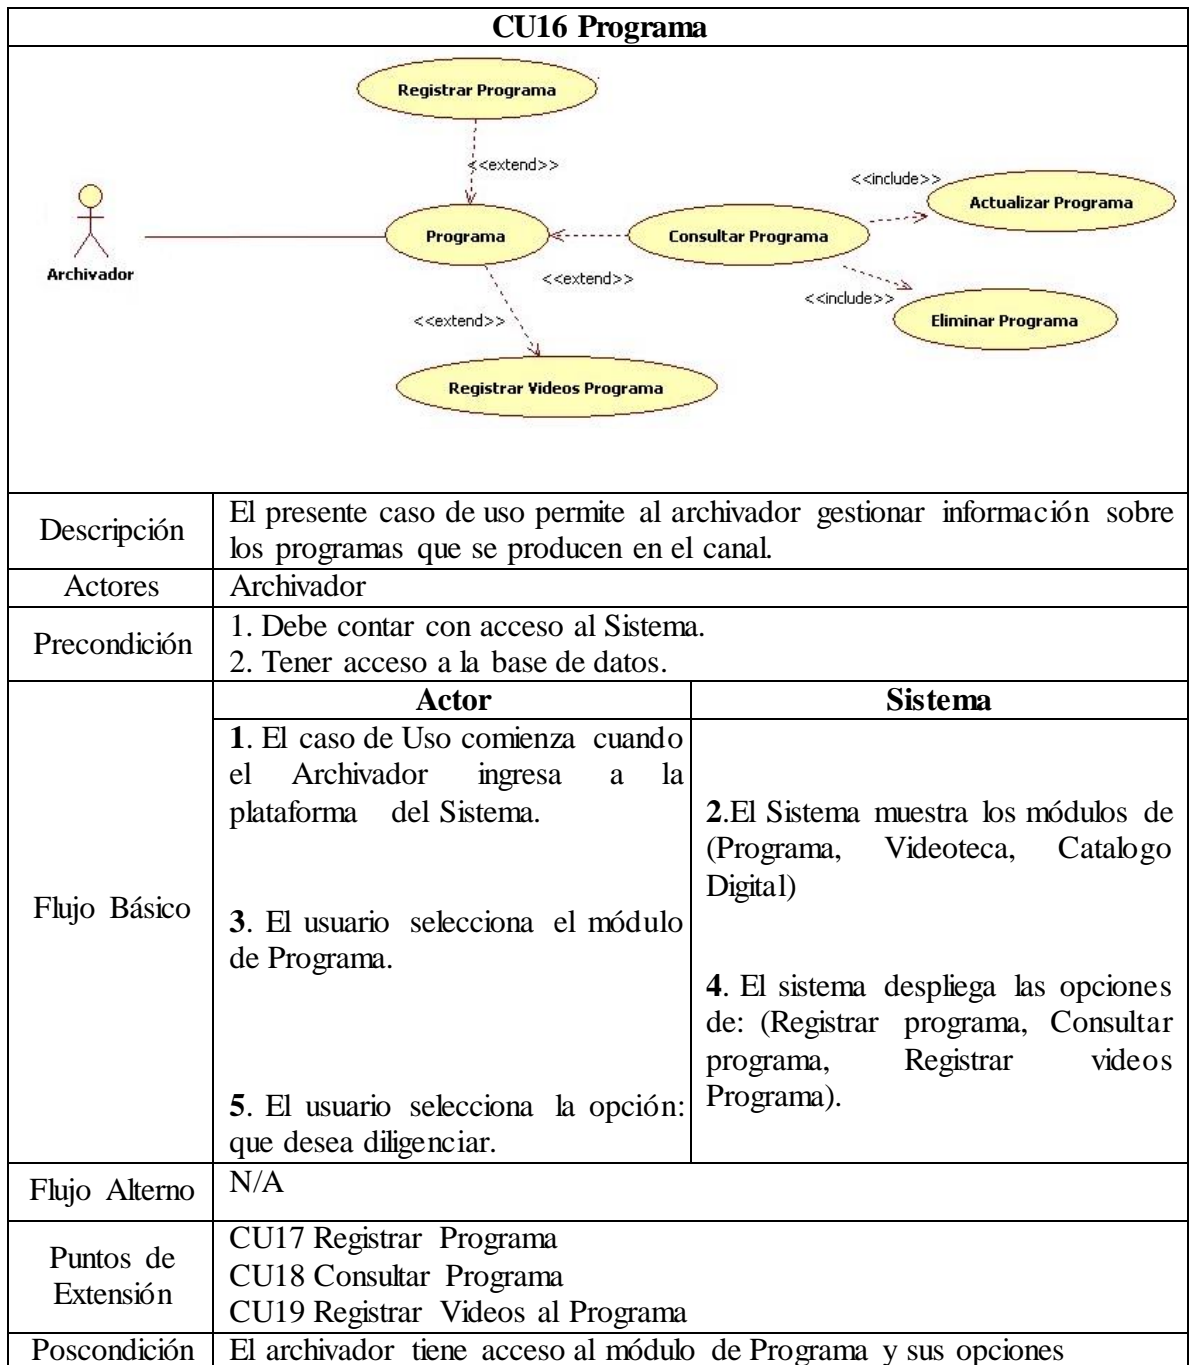 CU16 Programa
Registrar Programa
<<extend>>
<<include>>
Actualizar Programa
Programa
Consultar Programa
Archivador
<<extend>>
<<include>>
<<extend>>
Eliminar Programa
Registrar Videos Programa
Descripción
El presente caso de uso permite al archivador gestionar información sobre
los programas que se producen en el canal.
Actores
Archivador
Precondición
1. Debe contar con acceso al Sistema.
2. Tener acceso a la base de datos.
Flujo Básico
Actor
1. El caso de Uso comienza cuando
el Archivador ingresa a la
plataforma del Sistema.
3. El usuario selecciona el módulo
de Programa.
5. El usuario selecciona la opción:
que desea diligenciar.
Sistema
2.El Sistema muestra los módulos de
(Programa, Videoteca, Catalogo
Digital)
4. El sistema despliega las opciones
de: (Registrar programa, Consultar
programa, Registrar videos
Programa).
Flujo Alterno
N/A
Puntos de
Extensión
CU17 Registrar Programa
CU18 Consultar Programa
CU19 Registrar Videos al Programa
Poscondición
El archivador tiene acceso al módulo de Programa y sus opciones